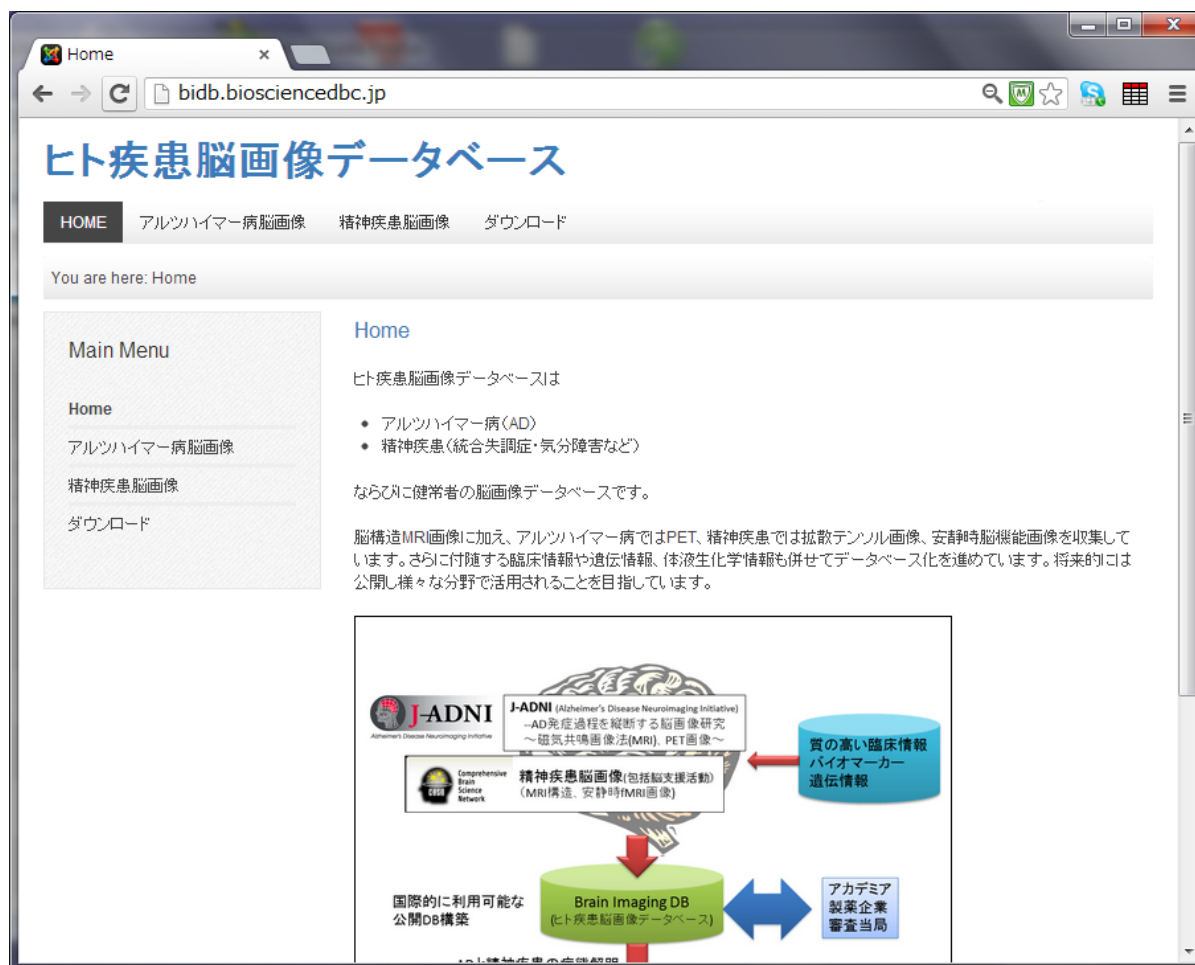 Home
bidb.biosciencedbc.jp
ヒト疾患脳画像データベース
HOME アルツハイマー病脳画像 精神疾患脳画像 ダウンロード
You are here: Home
Main Menu
Home
アルツハイマー病脳画像
精神疾患脳画像
ダウンロード
Home
ヒト疾患脳画像データベースは
アルツハイマー病(AD)
精神疾患(統合失調症・気分障害など)
ならびに健常者の脳画像データベースです。
脳構造MRI画像に加え、アルツハイマー病ではPET、精神疾患では拡散テンソル画像、安静時脳機能画像を収集して
います。さらに付随する臨床情報や遺伝情報、体液生化学情報も併せてデータベース化を進めています。将来的には
公開し様々な分野で活用されることを目指しています。
J-ADNI
Alzheimer's Disease Neuroimaging Initiative
J-ADNI (Alzheimer's Disease Neuroimaging Initiative)
--AD発症過程を縦断する脳画像研究
~磁気共鳴画像法(MRI)、PET画像~
Comprehensive
Brain
Science
Network
CBSN
精神疾患脳画像(包括脳支援活動)
(MRI構造、安静時fMRI画像)
質の高い臨床情報
バイオマーカー
遺伝情報
国際的に利用可能な
公開DB構築
Brain Imaging DB
(ヒト疾患脳画像データベース)
アカデミア
製薬企業
審査当局
ADと精神疾患の病態解明